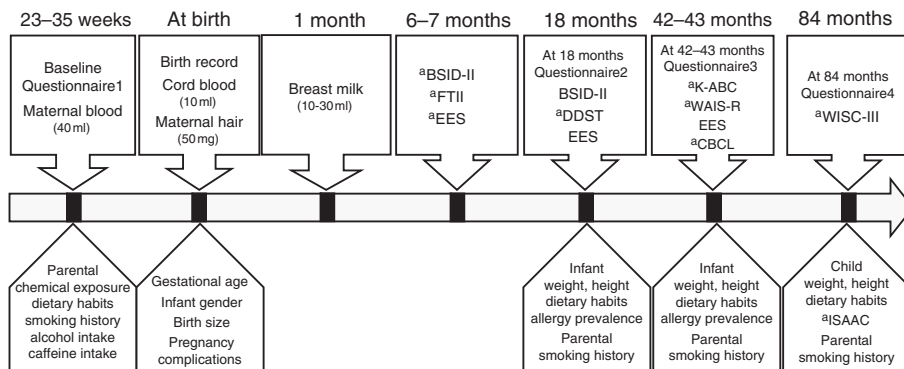 23–35 weeks
At birth
1 month
6–7 months
18 months
42–43 months
84 months
Baseline
Questionnaire1
Maternal blood
(40 ml)
Birth record
Cord blood
(10 ml)
Maternal hair
(50 mg)
Breast milk
(10-30 ml)
aBSID-II
aFTII
aEES
At 18 months
Questionnaire2
BSID-II
aDDST
EES
At 42–43 months
Questionnaire3
aK-ABC
aWAIS-R
EES
aCBCL
At 84 months
Questionnaire4
aWISC-III
Parental
chemical exposure
dietary habits
smoking history
alcohol intake
caffeine intake
Gestational age
Infant gender
Birth size
Pregnancy
complications
Infant
weight, height
dietary habits
allergy prevalence
Parental
smoking history
Infant
weight, height
dietary habits
allergy prevalence
Parental
smoking history
Child
weight, height
dietary habits
aISAAC
Parental
smoking history